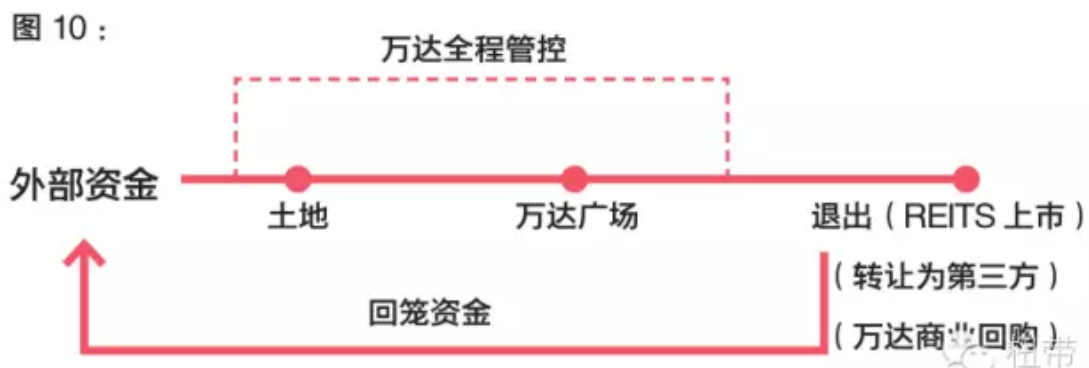 图 10：
万达全程管控
外部资金
土地
万达广场
退出（REITS 上市）
（转让为第三方）
回笼资金
（万达商业回购）
纽带